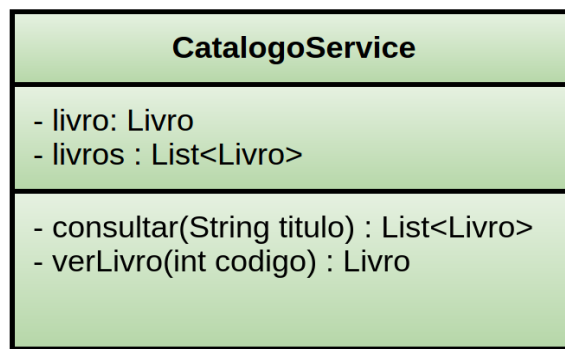 CatalogoService
- livro: Livro
- livros : List<Livro>
- consultar(String titulo) : List<Livro>
- verLivro(int codigo) : Livro